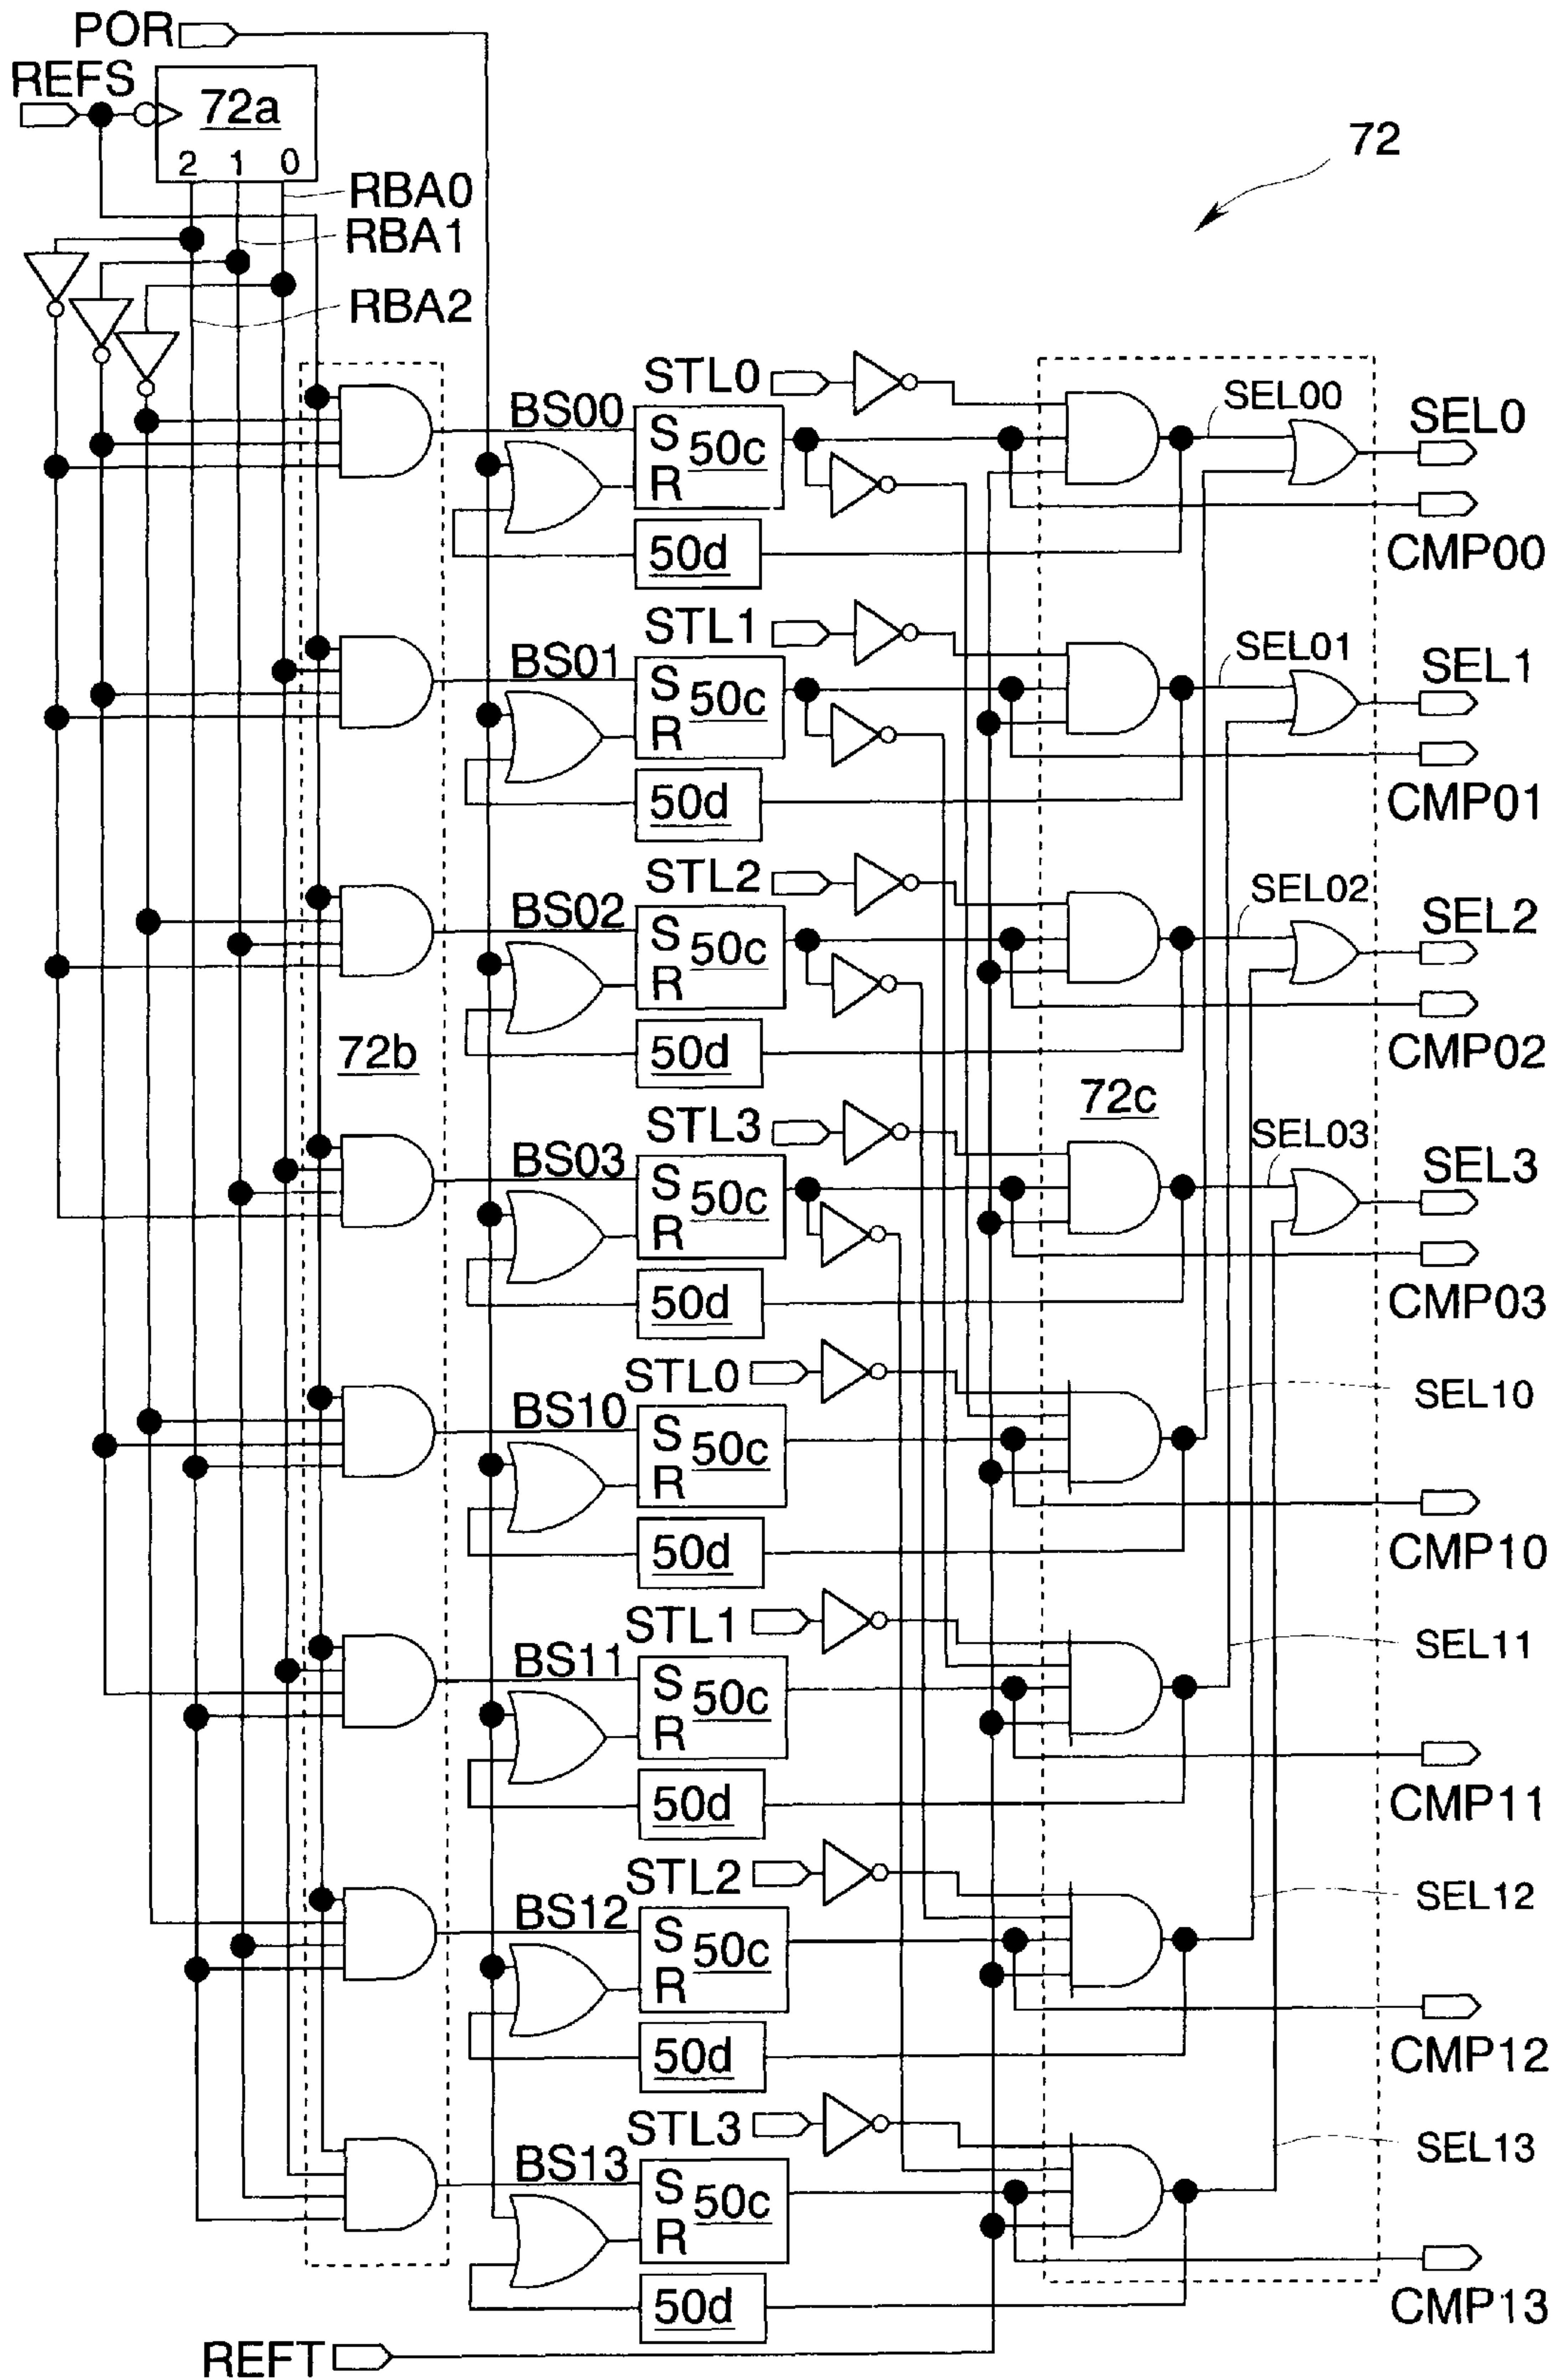 POR
REFS
72a
2 1 0
72
RBA0
RBA1
RBA2
STL0
BS00
S
R
50c
50d
SEL00
SEL0
CMP00
STL1
BS01
S
R
50c
50d
SEL01
SEL1
CMP01
STL2
BS02
S
R
50c
50d
SEL02
SEL2
CMP02
72b
72c
STL3
BS03
S
R
50c
50d
SEL03
SEL3
CMP03
STL0
BS10
S
R
50c
50d
SEL10
CMP10
STL1
BS11
S
R
50c
50d
SEL11
CMP11
STL2
BS12
S
R
50c
50d
SEL12
CMP12
STL3
BS13
S
R
50c
50d
SEL13
CMP13
REFT